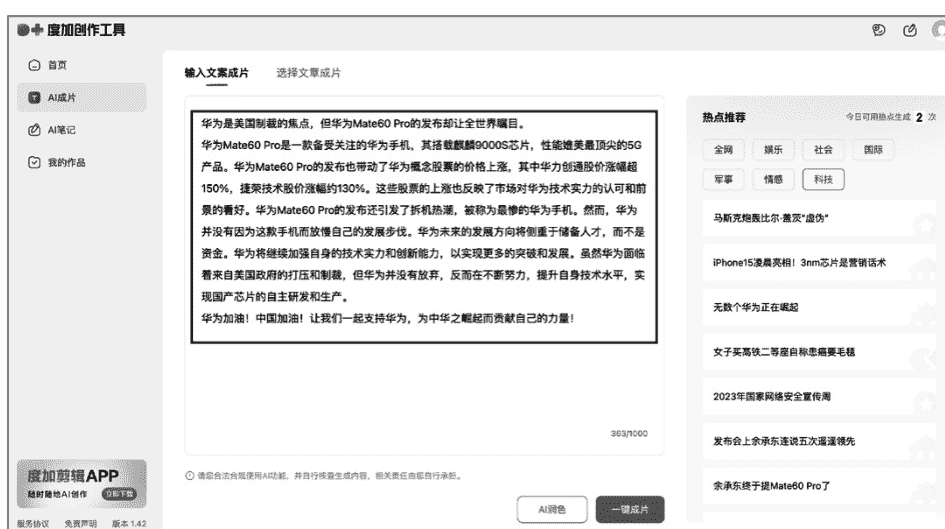 度加创作工具
首页
AI成片
AI笔记
我的作品
度加剪辑APP
随时随地AI创作 立即下载
服务协议 免责声明 版本 1.42
输入文案成片 选择文章成片
华为是美国制裁的焦点，但华为Mate60 Pro的发布却让全世界瞩目。
华为Mate60 Pro是一款备受关注的华为手机，其搭载麒麟9000S芯片，性能媲美最顶尖的5G
产品。华为Mate60 Pro的发布也带动了华为概念股票的价格上涨，其中华力创通股价涨幅超
150%，捷荣技术股价涨幅约130%。这些股票的上涨也反映了市场对华为技术实力的认可和前
景的看好。华为Mate60 Pro的发布还引发了拆机热潮，被称为最惨的华为手机。然而，华为
并没有因为这款手机而放慢自己的发展步伐。华为未来的发展方向将侧重于储备人才，而不是
资金。华为将继续加强自身的技术实力和创新能力，以实现更多的突破和发展。虽然华为面临
着来自美国政府的打压和制裁，但华为并没有放弃，反而在不断努力，提升自身技术水平，实
现国产芯片的自主研发和生产。
华为加油！中国加油！让我们一起支持华为，为中华之崛起而贡献自己的力量！
363/1000
请您合法合规使用AI功能，并自行核查生成内容，相关责任由您自行承担。
AI润色 一键成片
热点推荐 今日可用热点生成 2 次
全网 娱乐 社会 国际
军事 情感 科技
马斯克炮轰比尔·盖茨"虚伪"
iPhone15凌晨亮相！3nm芯片是营销话术
无数个华为正在崛起
女子买高铁二等座自称患癌要毛毯
2023年国家网络安全宣传周
发布会上余承东连说五次遥遥领先
余承东终于提Mate60 Pro了